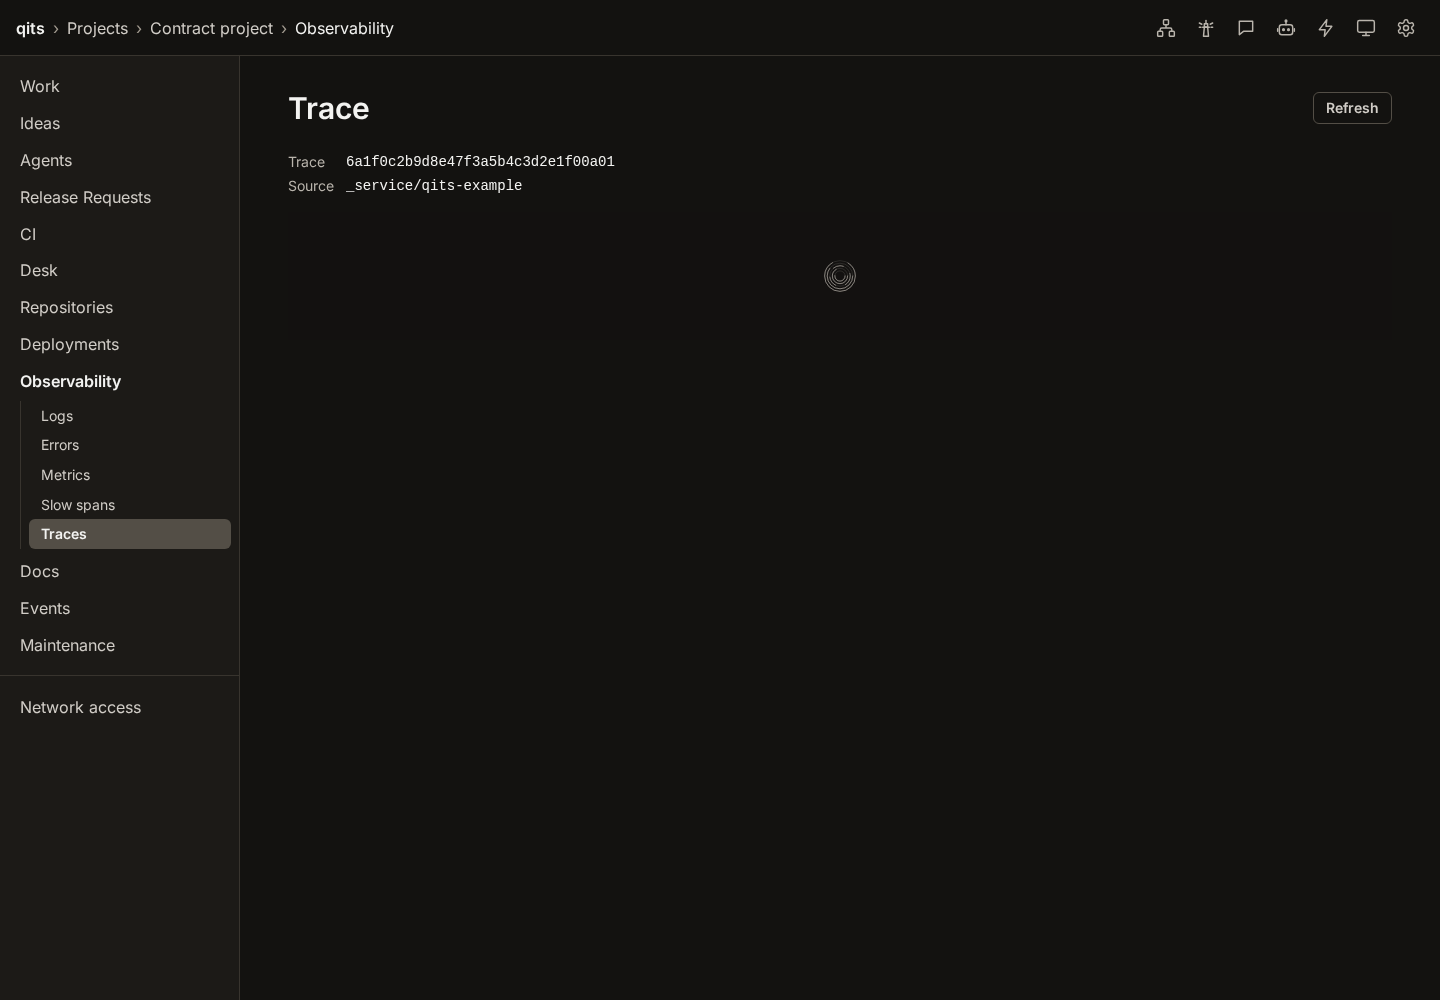 qits › Projects › Contract project › Observability
Work
Ideas
Agents
Release Requests
CI
Desk
Repositories
Deployments
Observability
Logs
Errors
Metrics
Slow spans
Traces
Docs
Events
Maintenance
Network access
Trace
Refresh
Trace 6a1f0c2b9d8e47f3a5b4c3d2e1f00a01
Source _service/qits-example